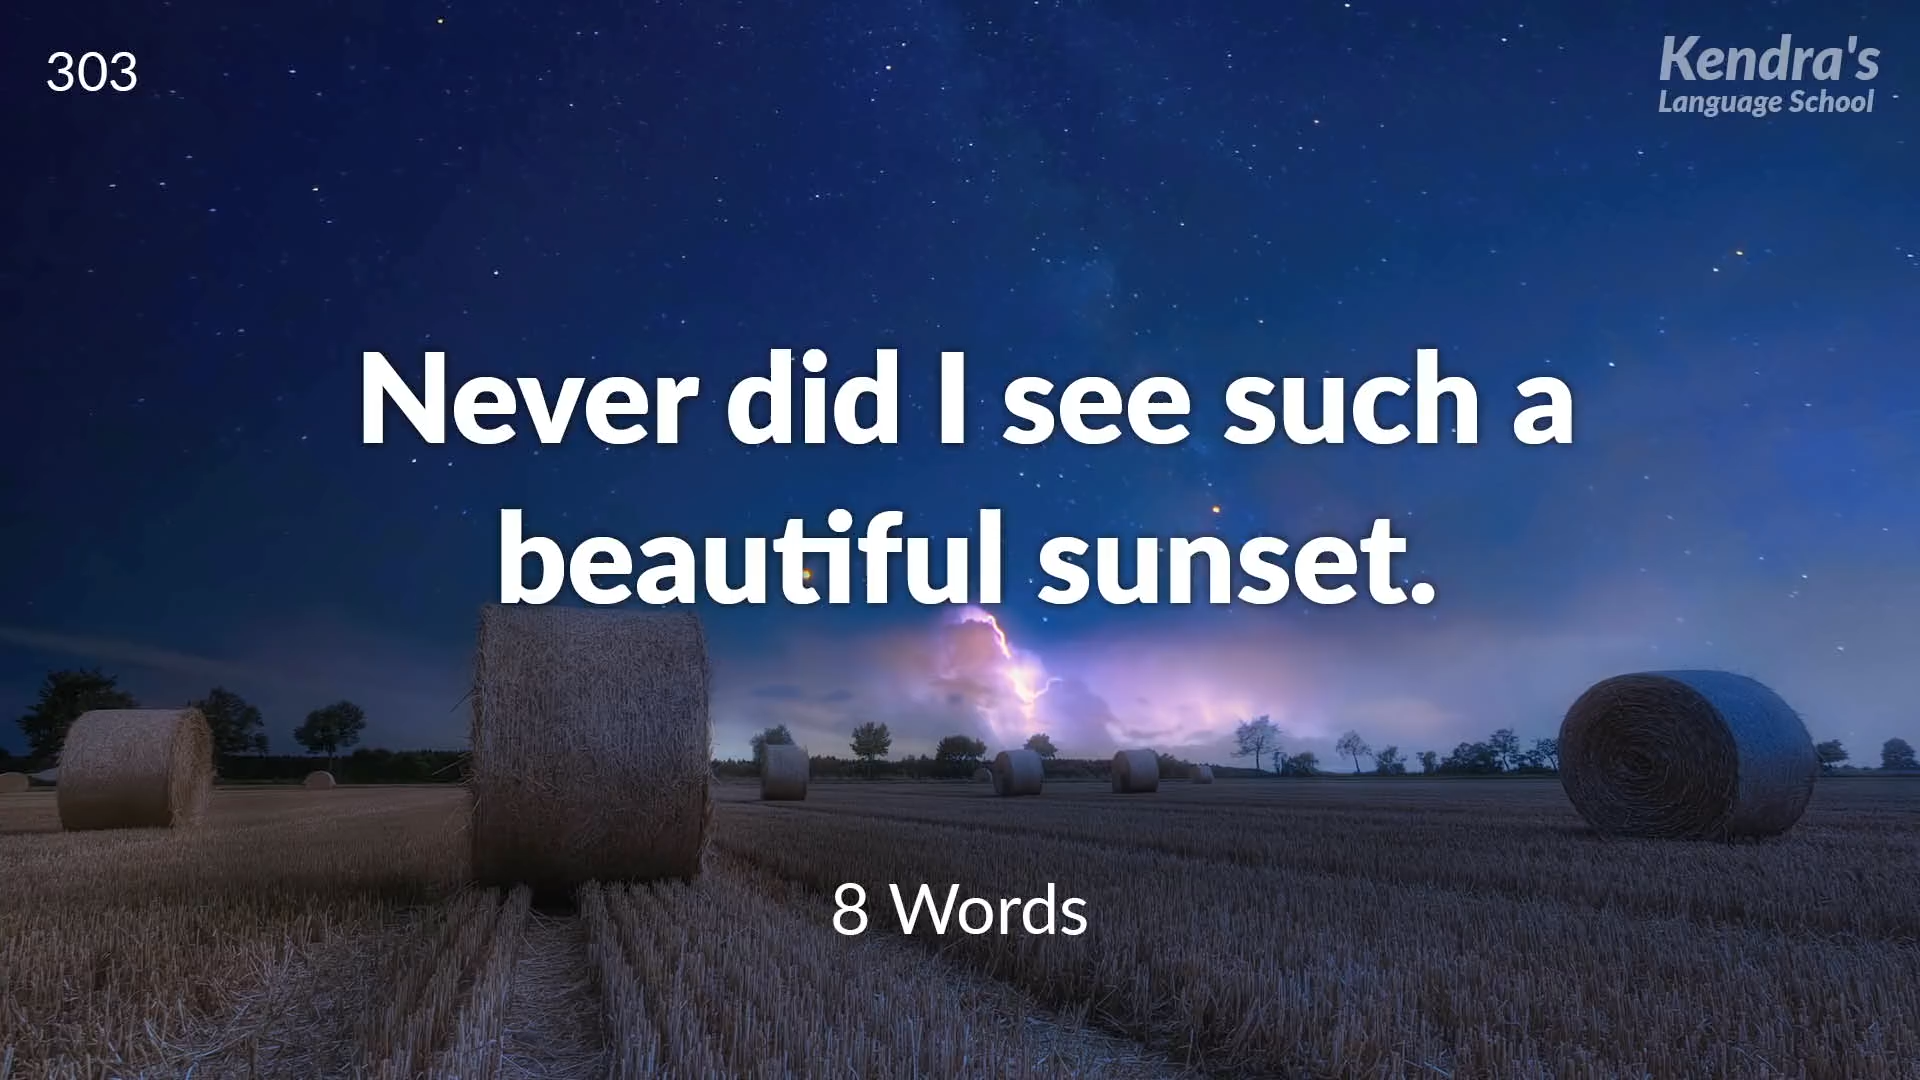 303
Kendra's
Language School
Never did I see such a
beautiful sunset.
8 Words